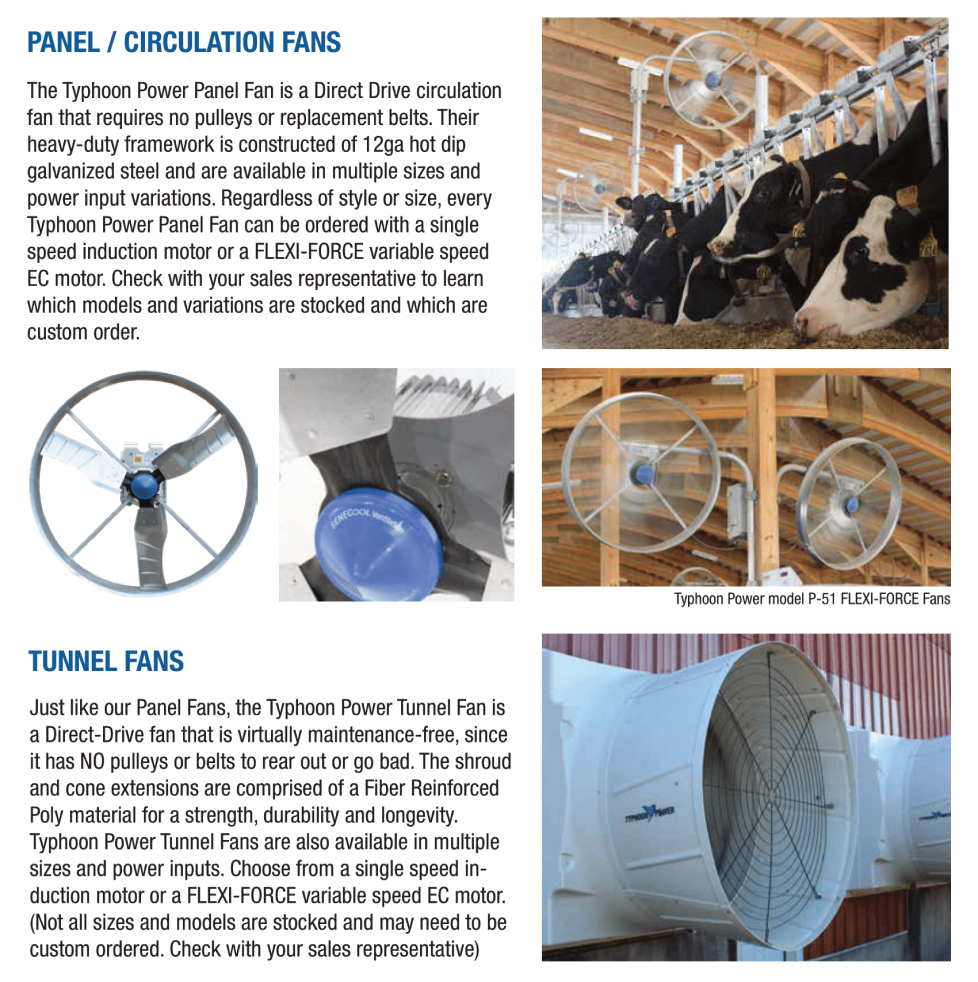 PANEL / CIRCULATION FANS
The Typhoon Power Panel Fan is a Direct Drive circulation
fan that requires no pulleys or replacement belts. Their
heavy-duty framework is constructed of 12ga hot dip
galvanized steel and are available in multiple sizes and
power input variations. Regardless of style or size, every
Typhoon Power Panel Fan can be ordered with a single
speed induction motor or a FLEXI-FORCE variable speed
EC motor. Check with your sales representative to learn
which models and variations are stocked and which are
custom order.
SENECOOL
Typhoon Power model P-51 FLEXI-FORCE Fans
TUNNEL FANS
Just like our Panel Fans, the Typhoon Power Tunnel Fan is
a Direct-Drive fan that is virtually maintenance-free, since
it has NO pulleys or belts to rear out or go bad. The shroud
and cone extensions are comprised of a Fiber Reinforced
Poly material for a strength, durability and longevity.
Typhoon Power Tunnel Fans are also available in multiple
sizes and power inputs. Choose from a single speed in-
duction motor or a FLEXI-FORCE variable speed EC motor.
(Not all sizes and models are stocked and may need to be
custom ordered. Check with your sales representative)
TYPHOON POWER